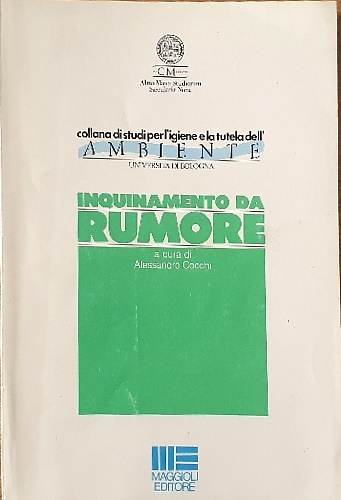 CM
Alma Mater Studiorum
Saecularia Nona
collana di studi per l'igiene e la tutela dell'
AMBIENTE
UNIVERSITÀ DI BOLOGNA
INQUINAMENTO DA
RUMORE
a cura di
Alessandro Cocchi
MAGGIOLI
EDITORE